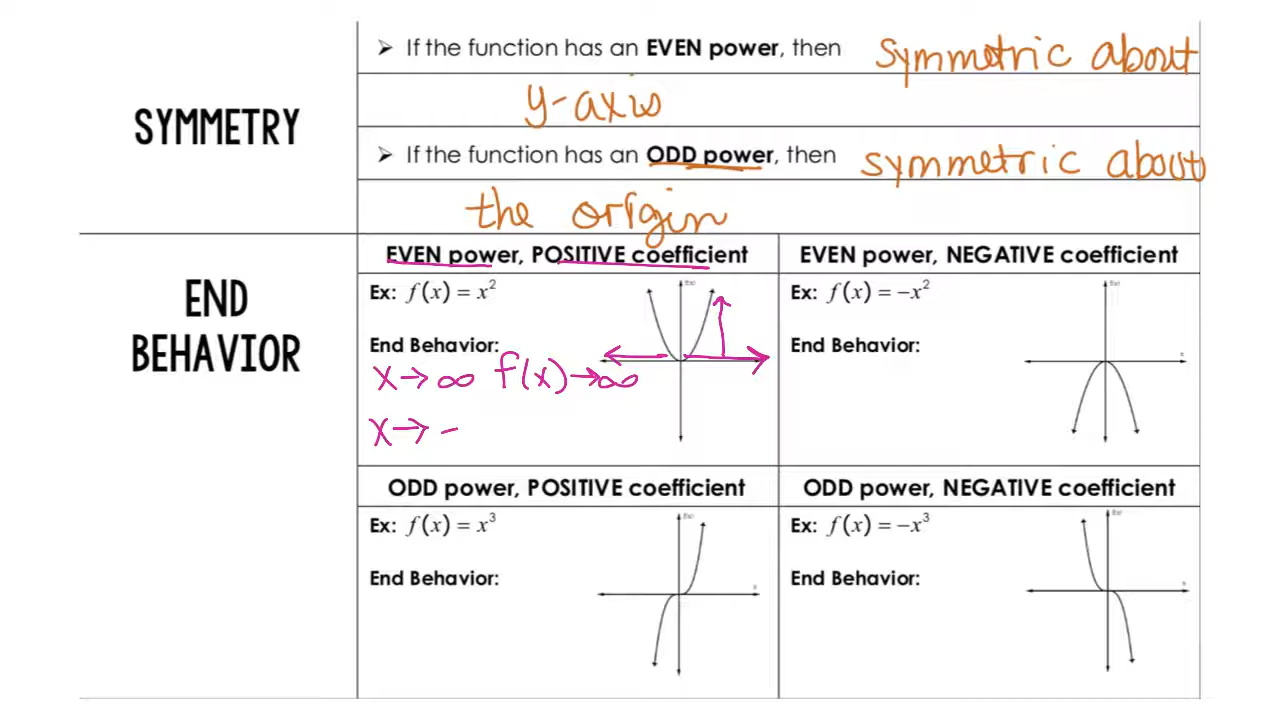 ➢ If the function has an EVEN power, then symmetric about
y-axis
SYMMETRY
➢ If the function has an ODD power, then symmetric about
the origin
END
BEHAVIOR
EVEN power, POSITIVE coefficient
Ex: f(x) = x²
f(x)
End Behavior:
x
x → ∞ f(x) → ∞
x → -
EVEN power, NEGATIVE coefficient
Ex: f(x) = −x²
f(x)
End Behavior:
x
ODD power, POSITIVE coefficient
Ex: f(x) = x³
f(x)
End Behavior:
x
ODD power, NEGATIVE coefficient
Ex: f(x) = −x³
f(x)
End Behavior:
x